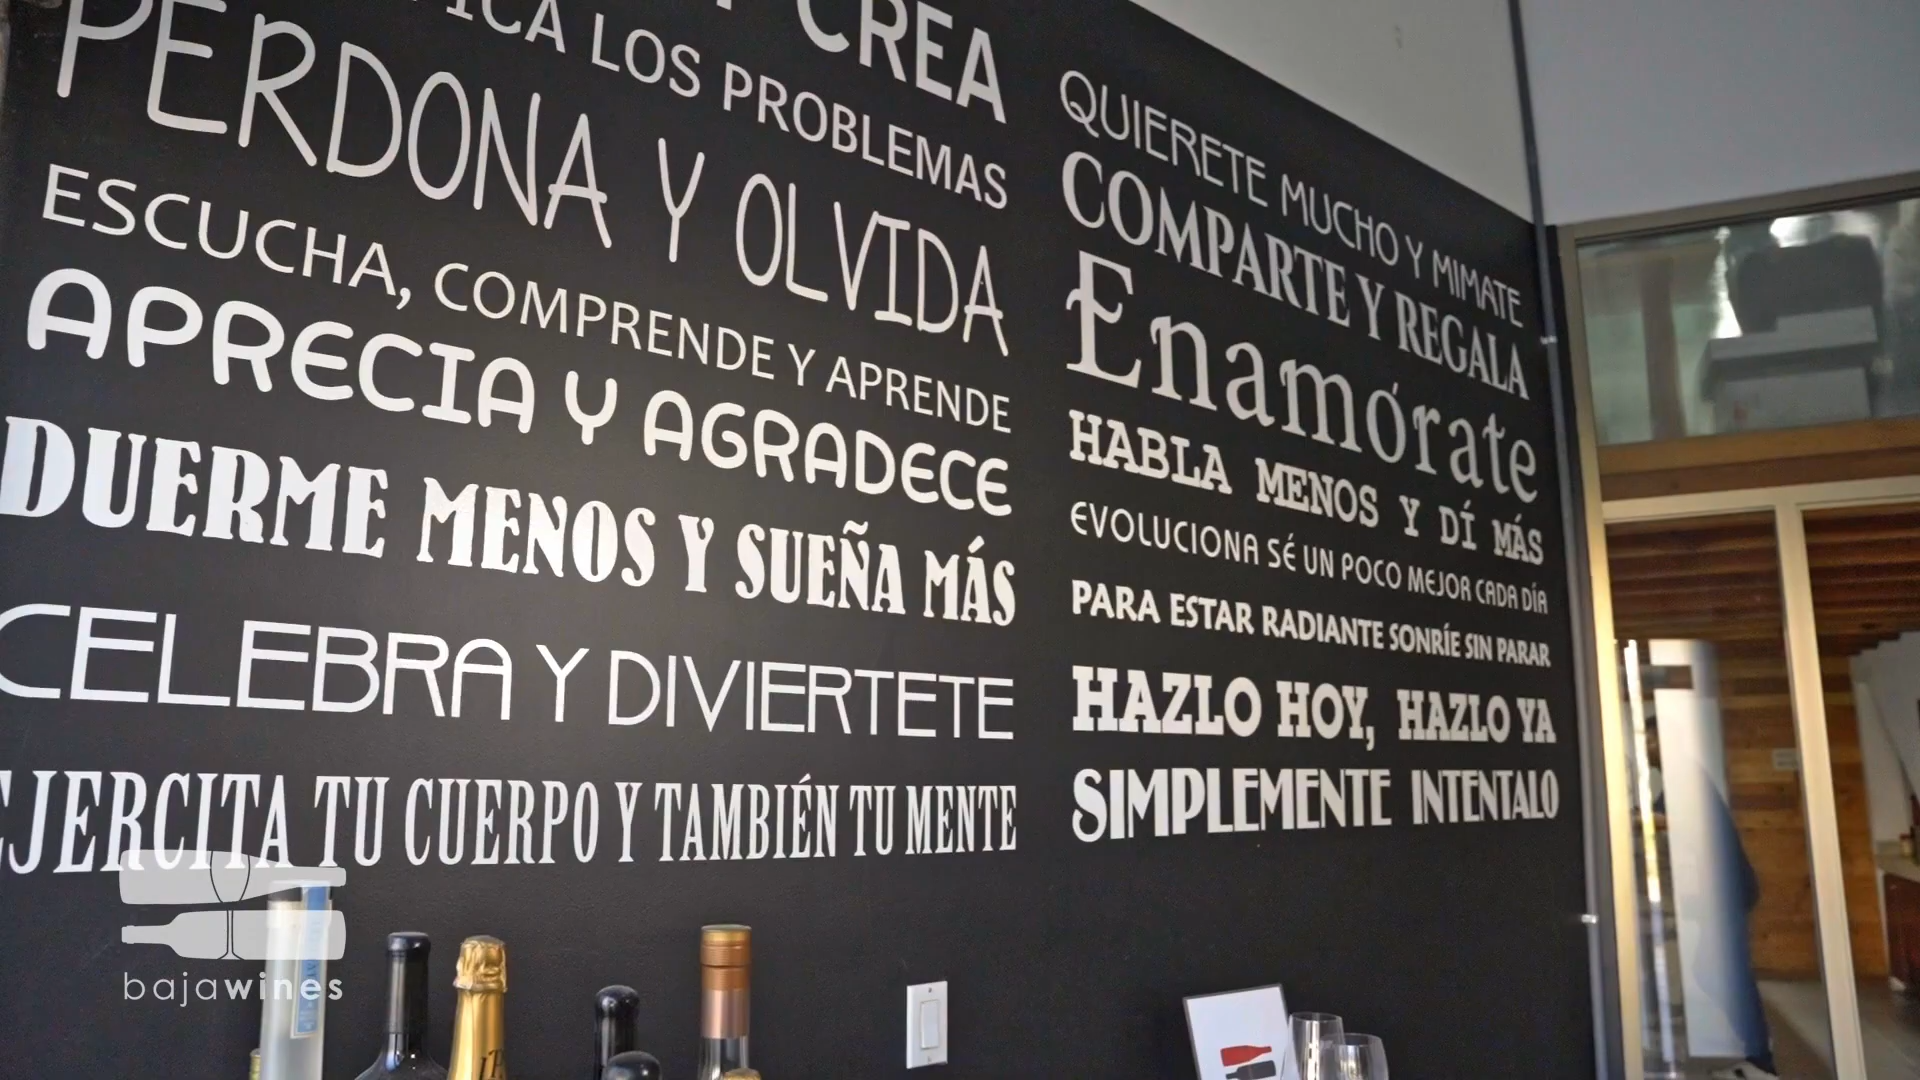 Y CREA
LOS PROBLEMAS
PERDONA Y OLVIDA
ESCUCHA, COMPRENDE Y APRENDE
APRECIA Y AGRADECE
DUERME MENOS Y SUEÑA MÁS
CELEBRA Y DIVIERTETE
EJERCITA TU CUERPO Y TAMBIÉN TU MENTE
QUIERETE MUCHO Y MIMATE
COMPARTE Y REGALA
Enamórate
HABLA MENOS Y DÍ MÁS
EVOLUCIONA SÉ UN POCO MEJOR CADA DÍA
PARA ESTAR RADIANTE SONRÍE SIN PARAR
HAZLO HOY, HAZLO YA
SIMPLEMENTE INTENTALO
bajawines